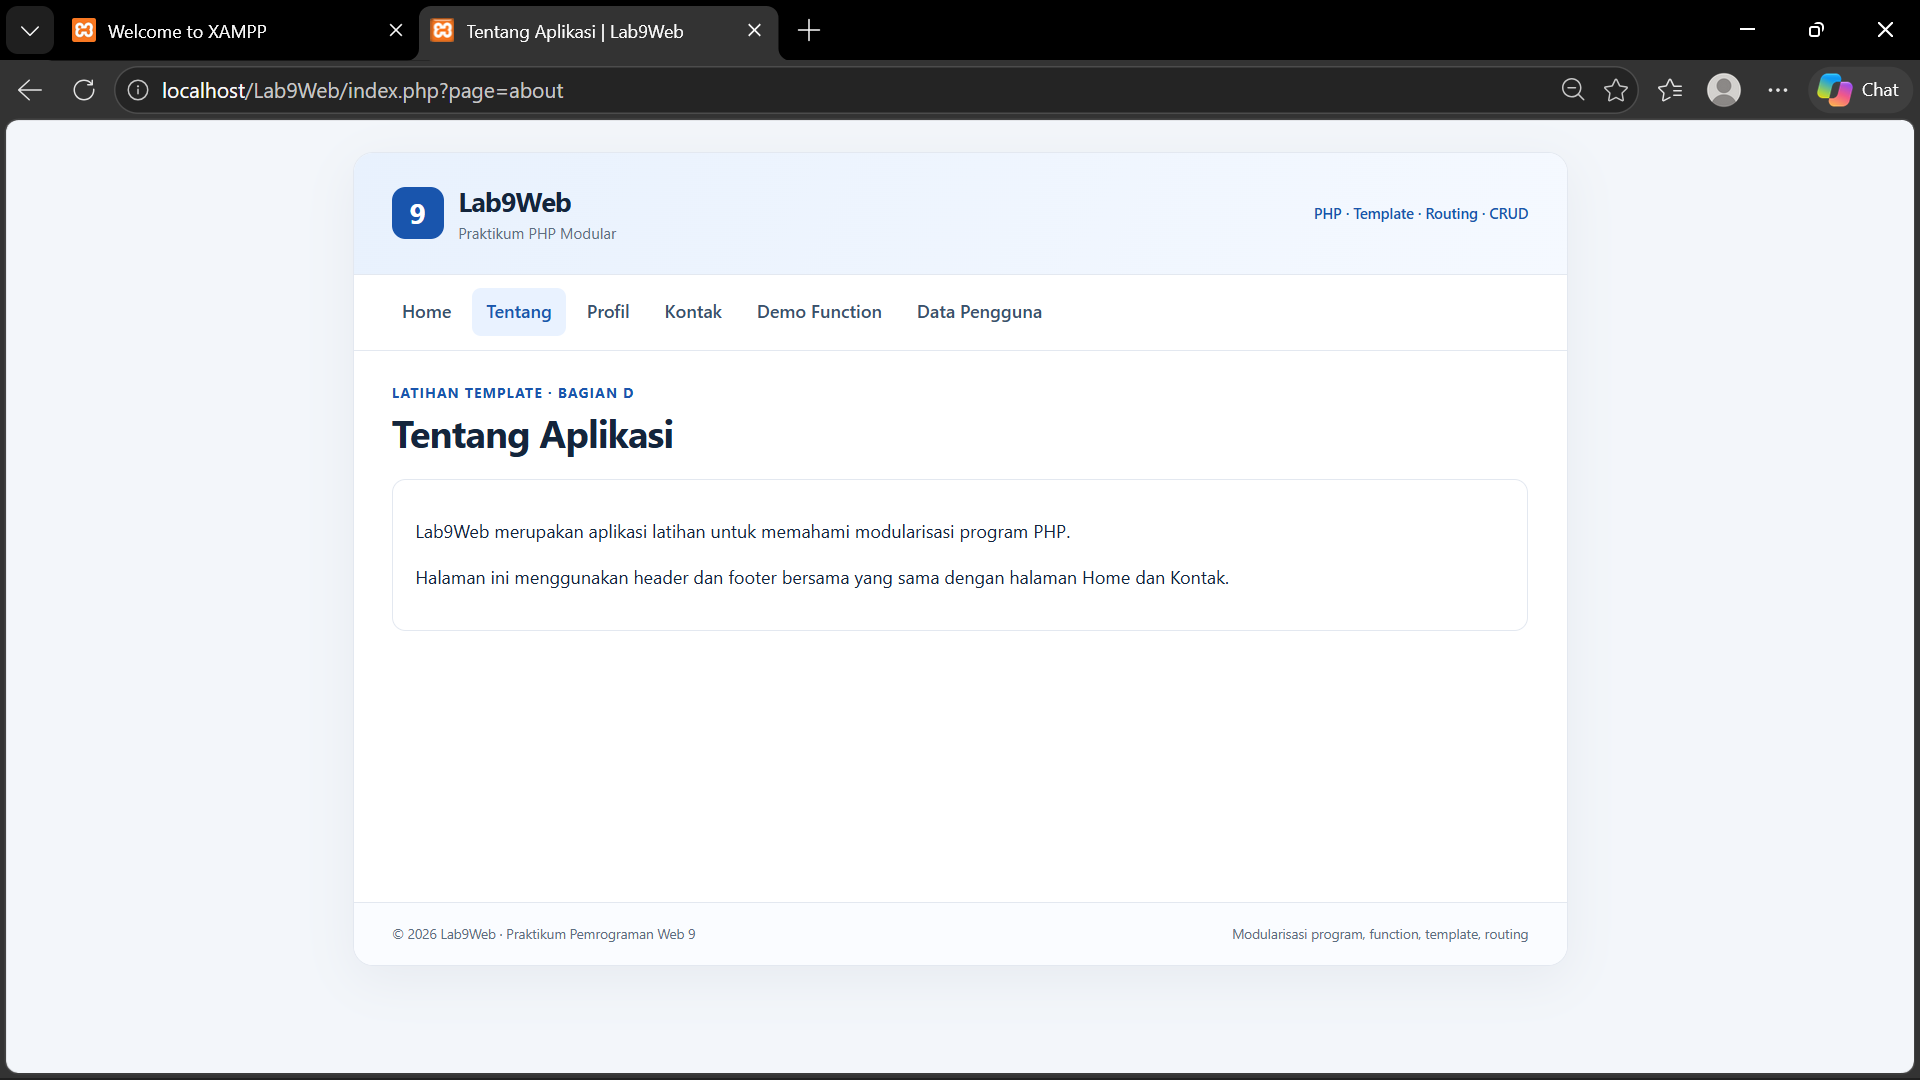 Welcome to XAMPP
Tentang Aplikasi | Lab9Web
localhost/Lab9Web/index.php?page=about
Chat
9
Lab9Web
Praktikum PHP Modular
PHP · Template · Routing · CRUD
Home
Tentang
Profil
Kontak
Demo Function
Data Pengguna
LATIHAN TEMPLATE · BAGIAN D
Tentang Aplikasi
Lab9Web merupakan aplikasi latihan untuk memahami modularisasi program PHP.
Halaman ini menggunakan header dan footer bersama yang sama dengan halaman Home dan Kontak.
© 2026 Lab9Web · Praktikum Pemrograman Web 9
Modularisasi program, function, template, routing